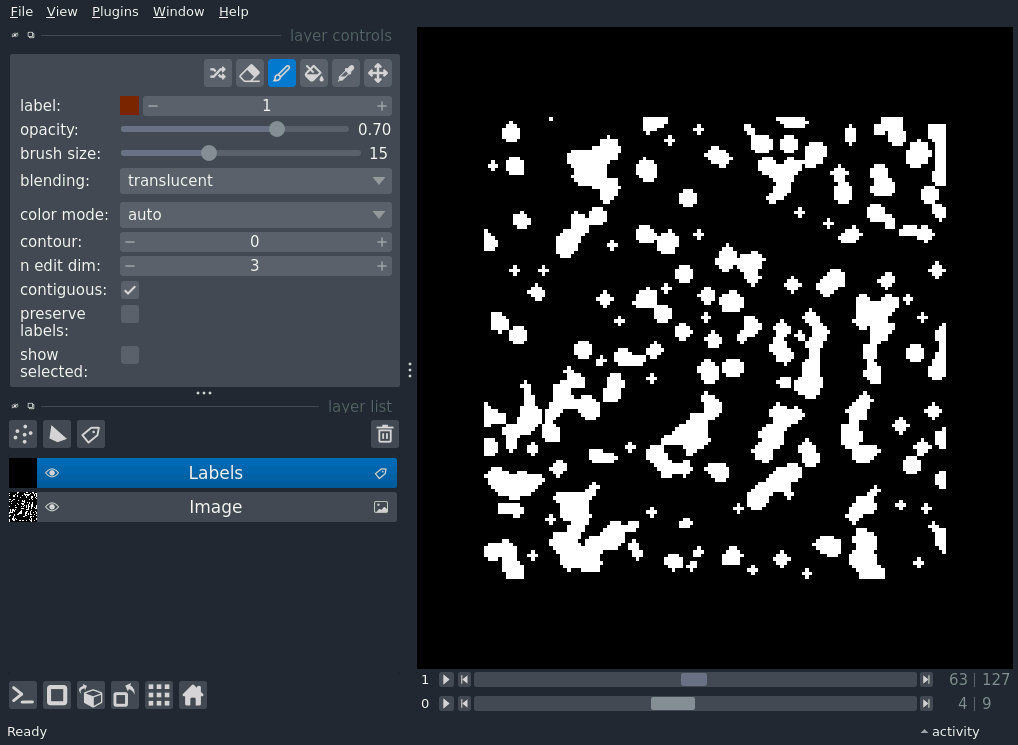 File View Plugins Window Help
layer controls
label: 1
opacity: 0.70
brush size: 15
blending: translucent
color mode: auto
contour: 0
n edit dim: 3
contiguous:
preserve
labels:
show
selected:
layer list
Labels
Image
1 63 | 127
0 4 | 9
Ready activity